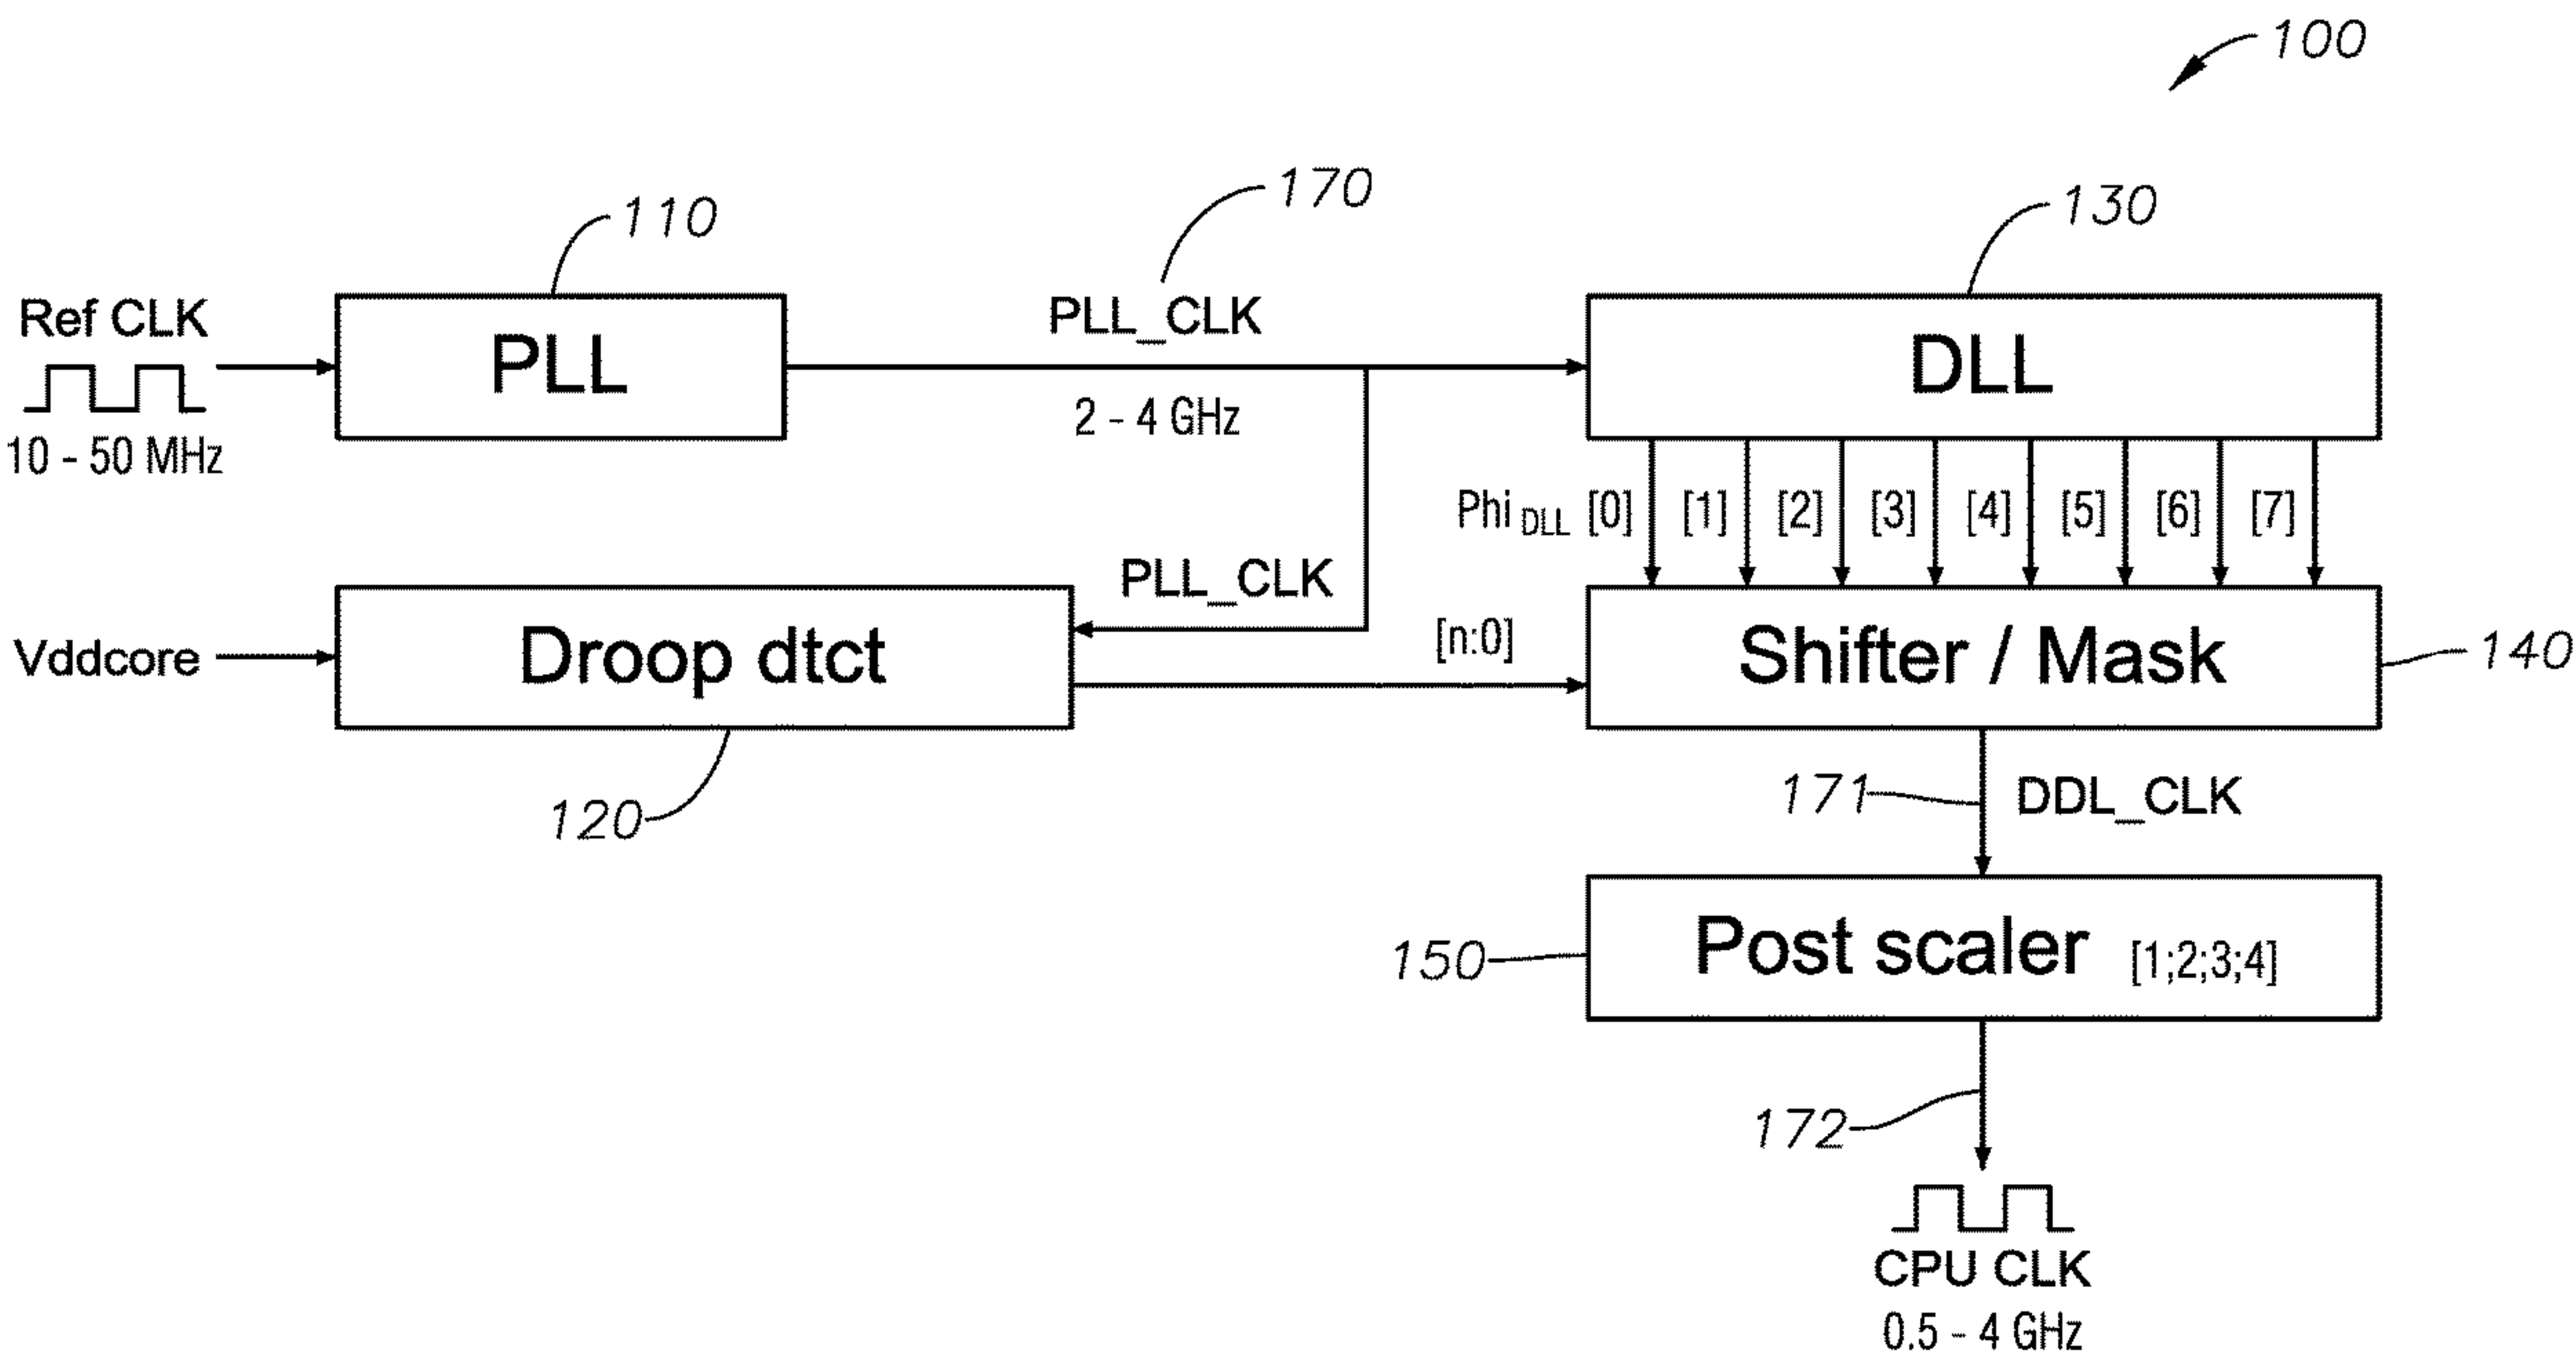 100
170
110
130
Ref CLK
PLL
PLL_CLK
DLL
10 - 50 MHz
2 - 4 GHz
Phi DLL [0] [1] [2] [3] [4] [5] [6] [7]
PLL_CLK
Vddcore
Droop dtct
[n:0]
Shifter / Mask
140
120
171
DDL_CLK
150
Post scaler [1;2;3;4]
172
CPU CLK
0.5 - 4 GHz